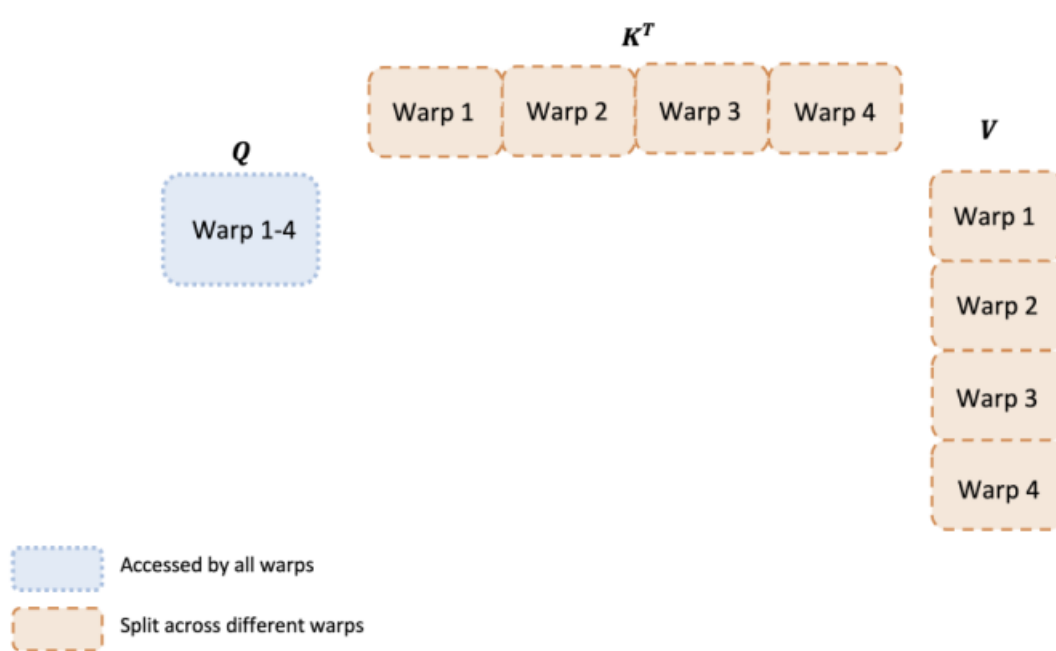 K^T
Warp 1
Warp 2
Warp 3
Warp 4
Q
Warp 1-4
V
Warp 1
Warp 2
Warp 3
Warp 4
Accessed by all warps
Split across different warps